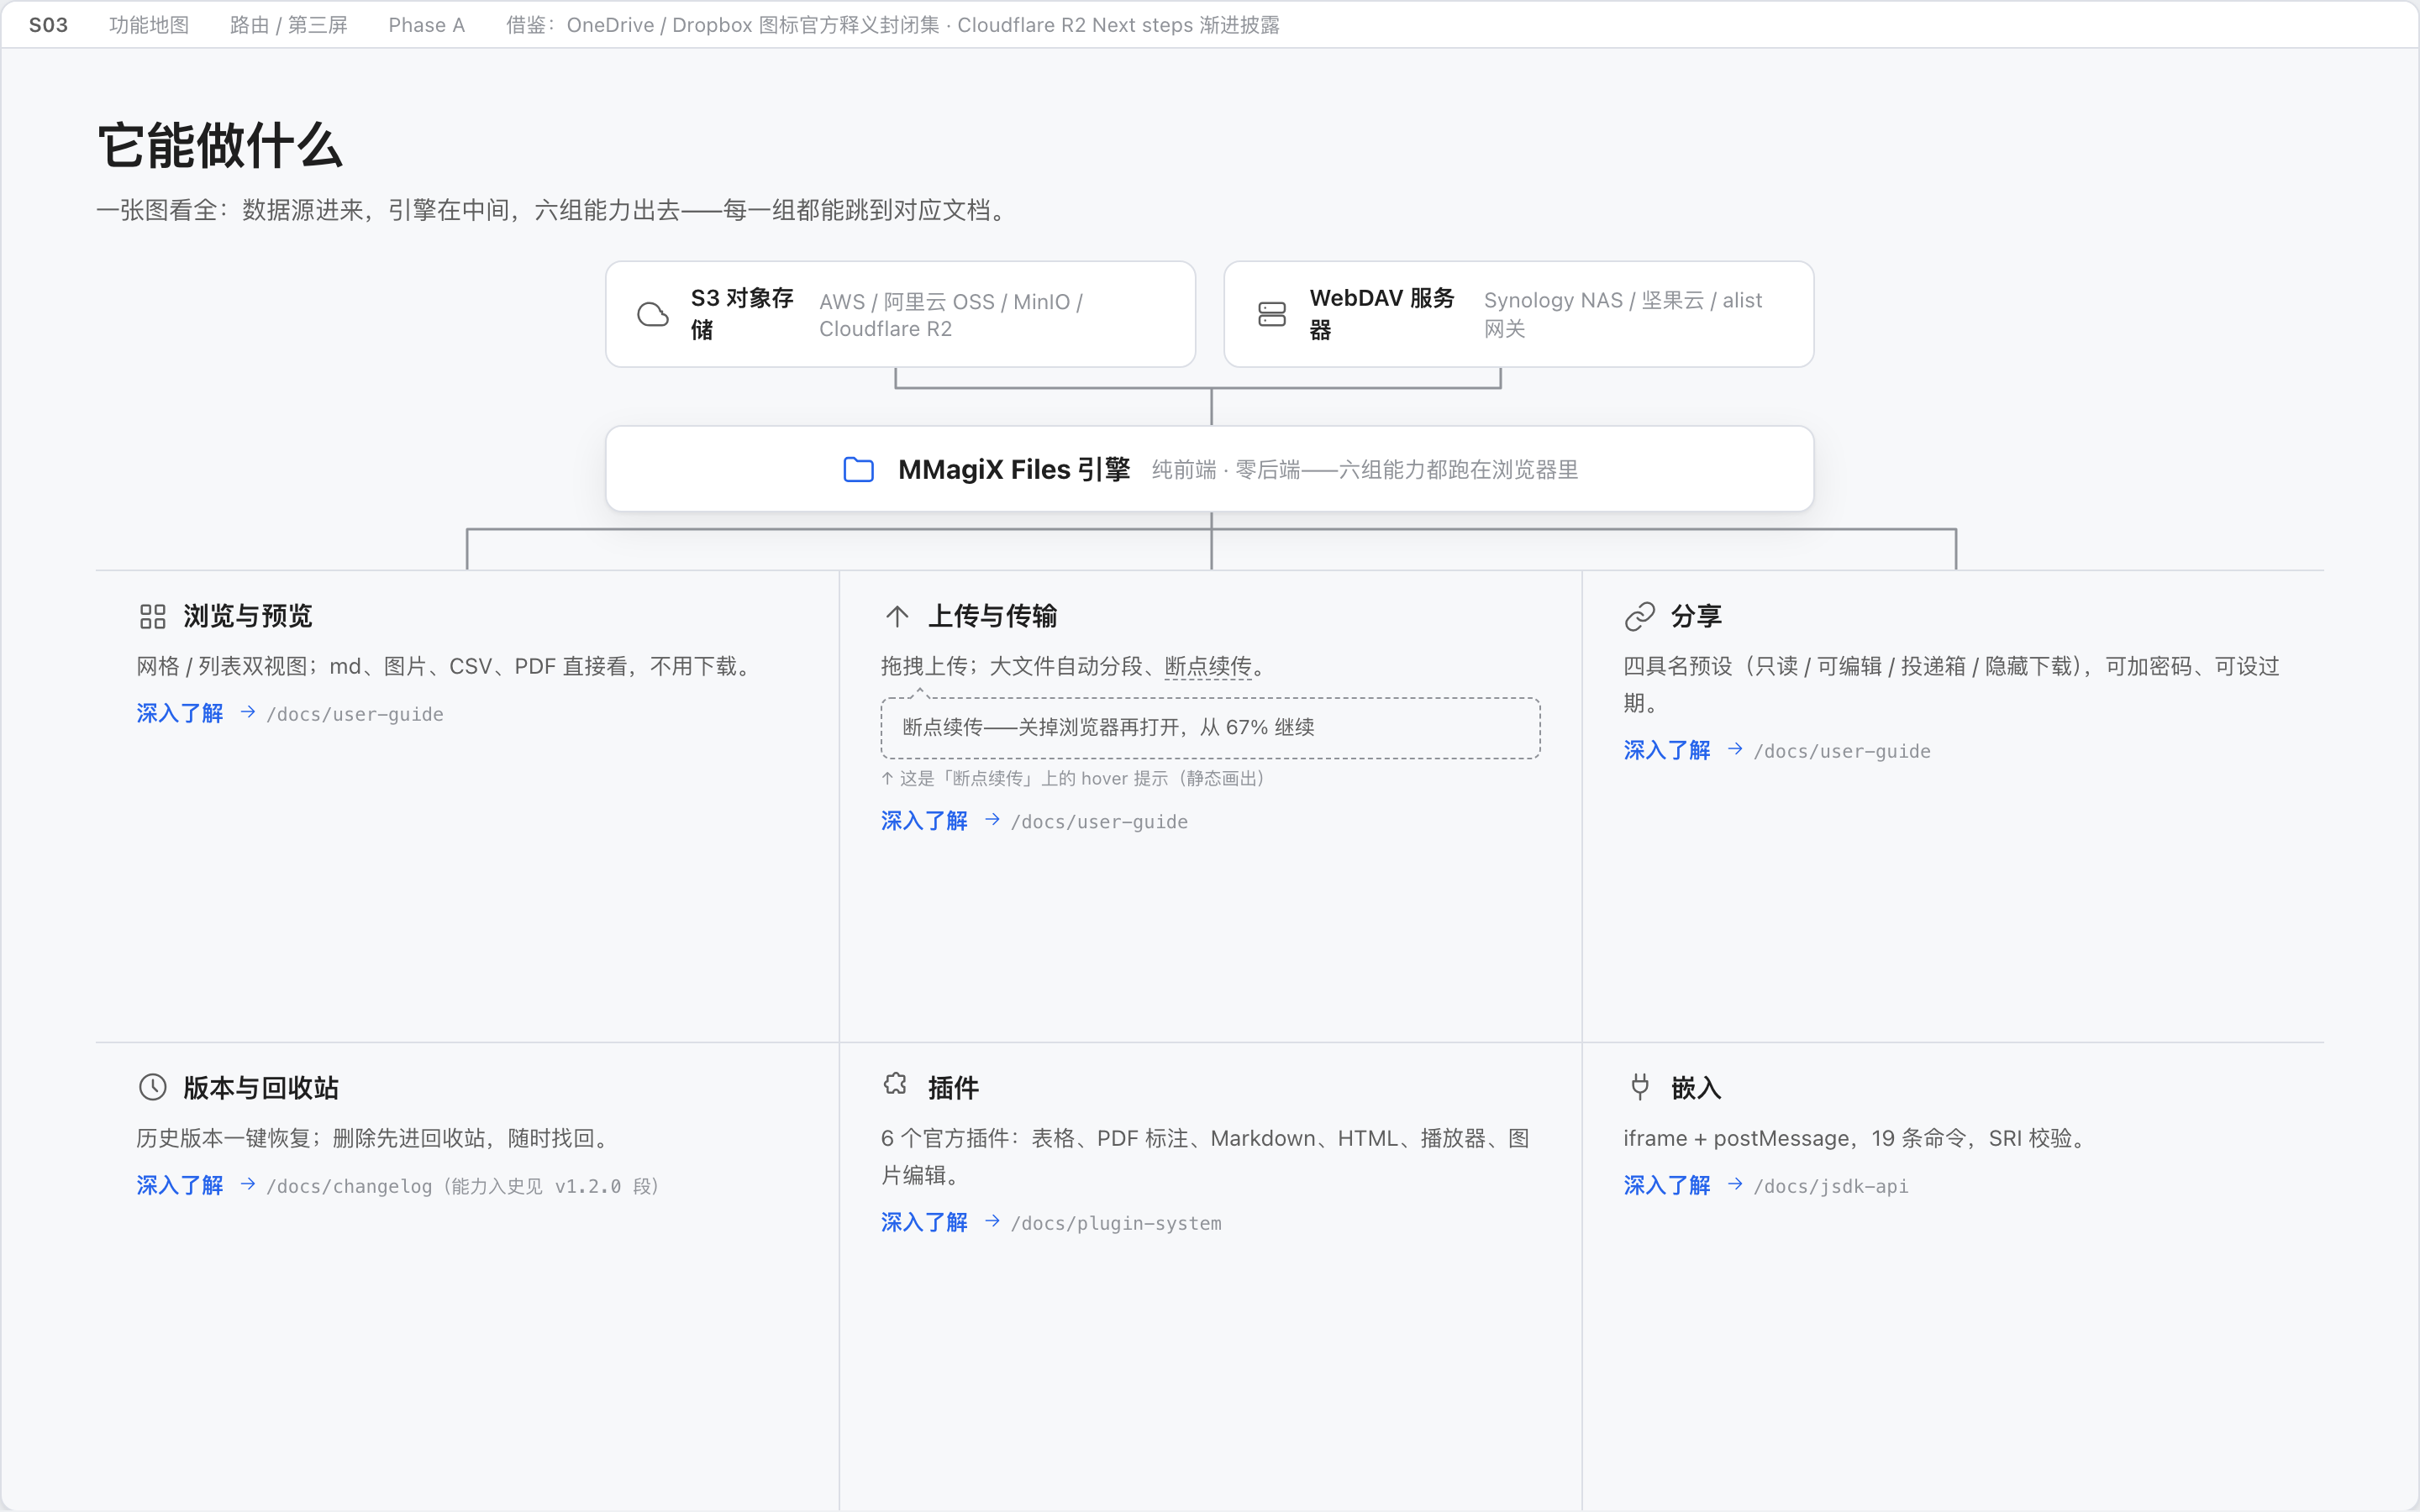 S03 功能地图 路由 / 第三屏 Phase A 借鉴：OneDrive / Dropbox 图标官方释义封闭集 · Cloudflare R2 Next steps 渐进披露
它能做什么
一张图看全：数据源进来，引擎在中间，六组能力出去——每一组都能跳到对应文档。
S3 对象存
储
AWS / 阿里云 OSS / MinIO /
Cloudflare R2
WebDAV 服务
器
Synology NAS / 坚果云 / alist
网关
MMagiX Files 引擎 纯前端 · 零后端——六组能力都跑在浏览器里
浏览与预览
网格 / 列表双视图；md、图片、CSV、PDF 直接看，不用下载。
深入了解 → /docs/user-guide
上传与传输
拖拽上传；大文件自动分段、断点续传。
断点续传——关掉浏览器再打开，从 67% 继续
↑ 这是「断点续传」上的 hover 提示（静态画出）
深入了解 → /docs/user-guide
分享
四具名预设（只读 / 可编辑 / 投递箱 / 隐藏下载），可加密码、可设过
期。
深入了解 → /docs/user-guide
版本与回收站
历史版本一键恢复；删除先进回收站，随时找回。
深入了解 → /docs/changelog（能力入史见 v1.2.0 段）
插件
6 个官方插件：表格、PDF 标注、Markdown、HTML、播放器、图
片编辑。
深入了解 → /docs/plugin-system
嵌入
iframe + postMessage，19 条命令，SRI 校验。
深入了解 → /docs/jsdk-api